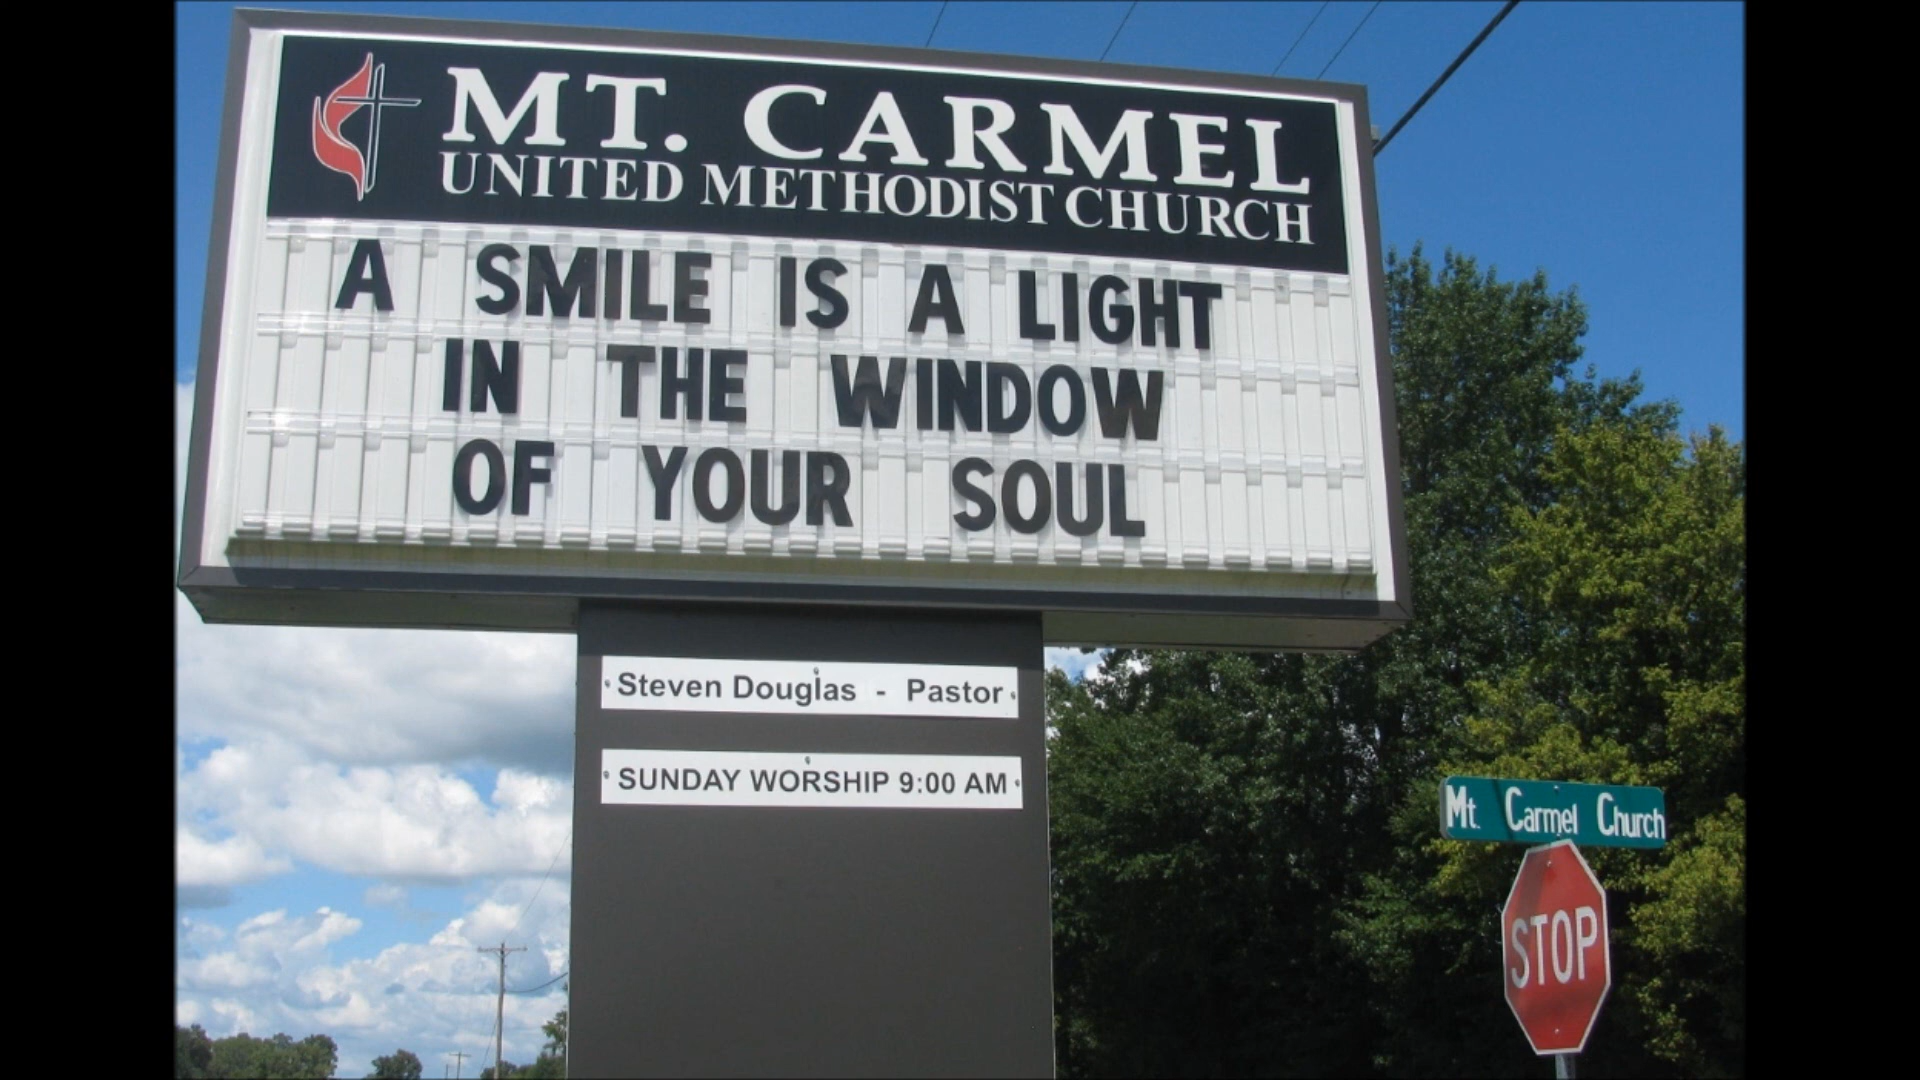 MT. CARMEL
UNITED METHODIST CHURCH
A SMILE IS A LIGHT
IN THE WINDOW
OF YOUR SOUL
Steven Douglas - Pastor
SUNDAY WORSHIP 9:00 AM
Mt. Carmel Church
STOP